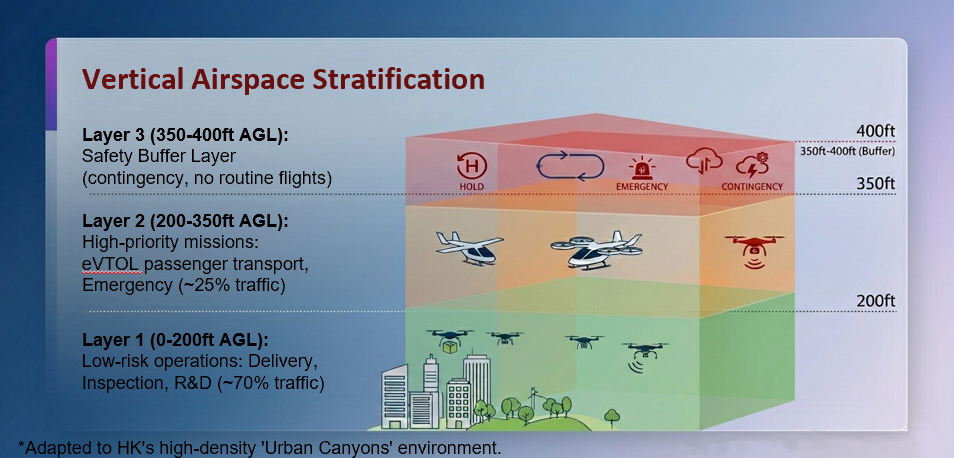 Vertical Airspace Stratification
Layer 3 (350-400ft AGL):
Safety Buffer Layer
(contingency, no routine flights)
Layer 2 (200-350ft AGL):
High-priority missions:
eVTOL passenger transport,
Emergency (~25% traffic)
Layer 1 (0-200ft AGL):
Low-risk operations: Delivery,
Inspection, R&D (~70% traffic)
H
HOLD
EMERGENCY
CONTINGENCY
400ft
350ft-400ft (Buffer)
350ft
200ft
*Adapted to HK's high-density 'Urban Canyons' environment.